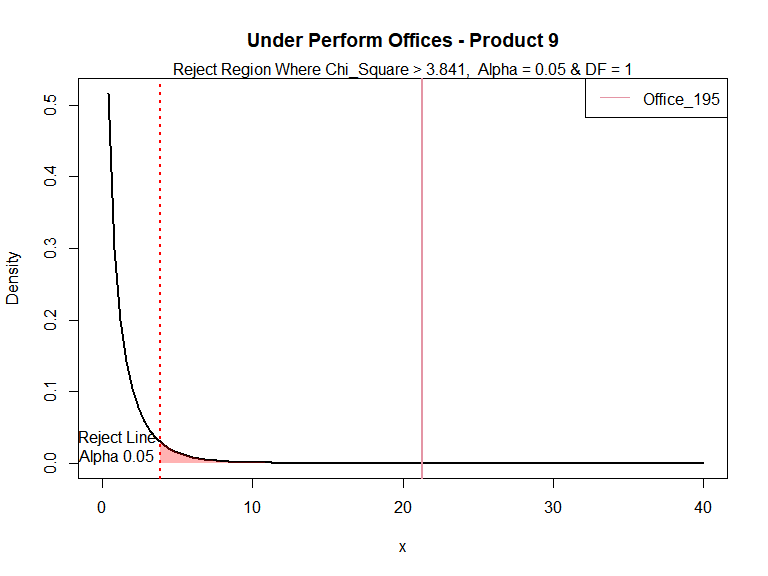 Under Perform Offices - Product 9
Reject Region Where Chi_Square > 3.841,  Alpha = 0.05 & DF = 1
Office_195
Density
0.5
0.4
0.3
0.2
0.1
0.0
Reject Line
Alpha 0.05
0 10 20 30 40
x